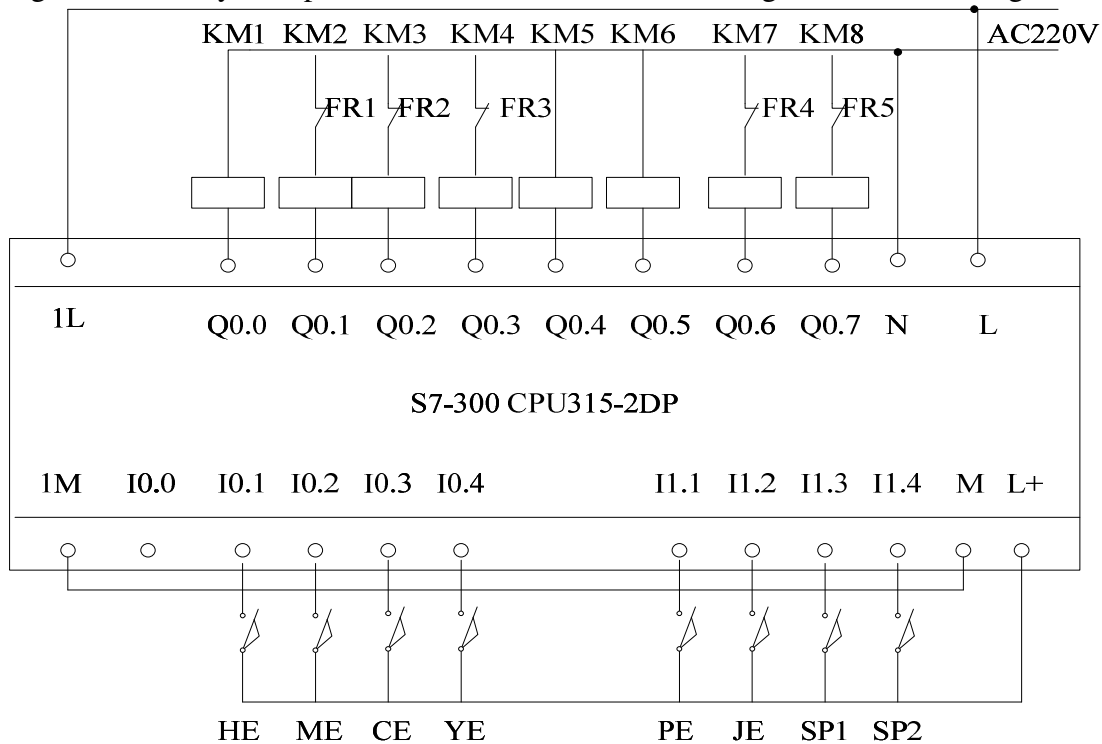 KM1 KM2 KM3 KM4 KM5 KM6 KM7 KM8 AC220V
FR1 FR2 FR3 FR4 FR5
1L Q0.0 Q0.1 Q0.2 Q0.3 Q0.4 Q0.5 Q0.6 Q0.7 N L
S7-300 CPU315-2DP
1M I0.0 I0.1 I0.2 I0.3 I0.4 I1.1 I1.2 I1.3 I1.4 M L+
HE ME CE YE PE JE SP1 SP2